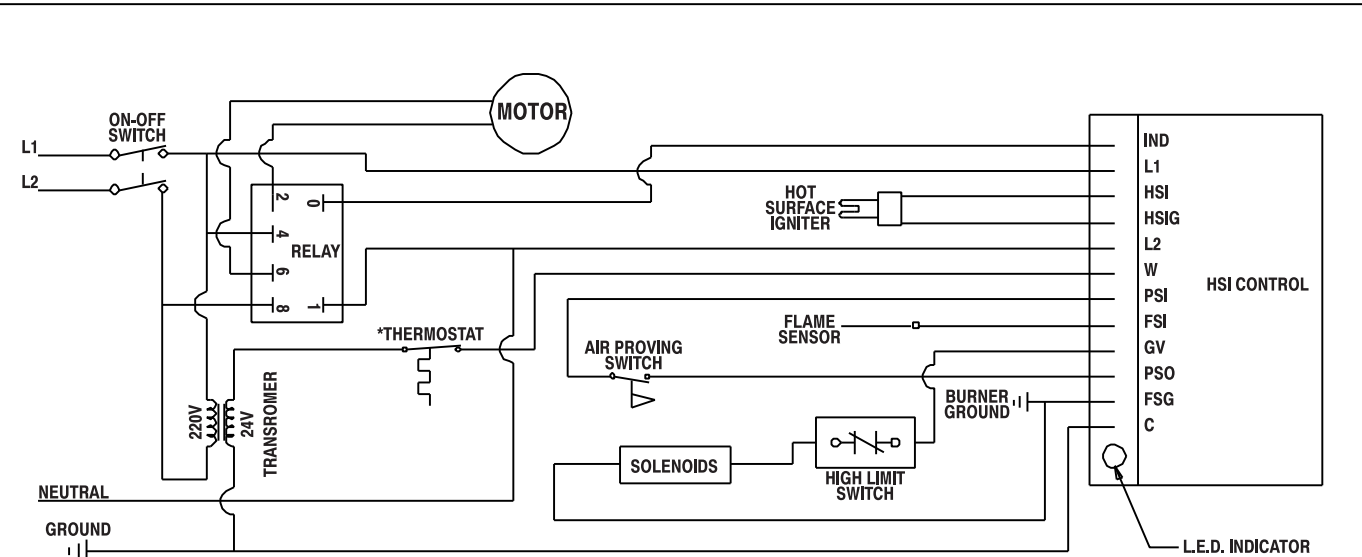 MOTOR
ON-OFF
SWITCH
L1
L2
2
0
4
RELAY
6
8
1
HOT
SURFACE
IGNITER
IND
L1
HSI
HSIG
L2
W
PSI
FSI
GV
PSO
FSG
C
HSI CONTROL
*THERMOSTAT
FLAME
SENSOR
AIR PROVING
SWITCH
BURNER
GROUND
220V
24V
TRANSROMER
SOLENOIDS
HIGH LIMIT
SWITCH
NEUTRAL
GROUND
L.E.D. INDICATOR